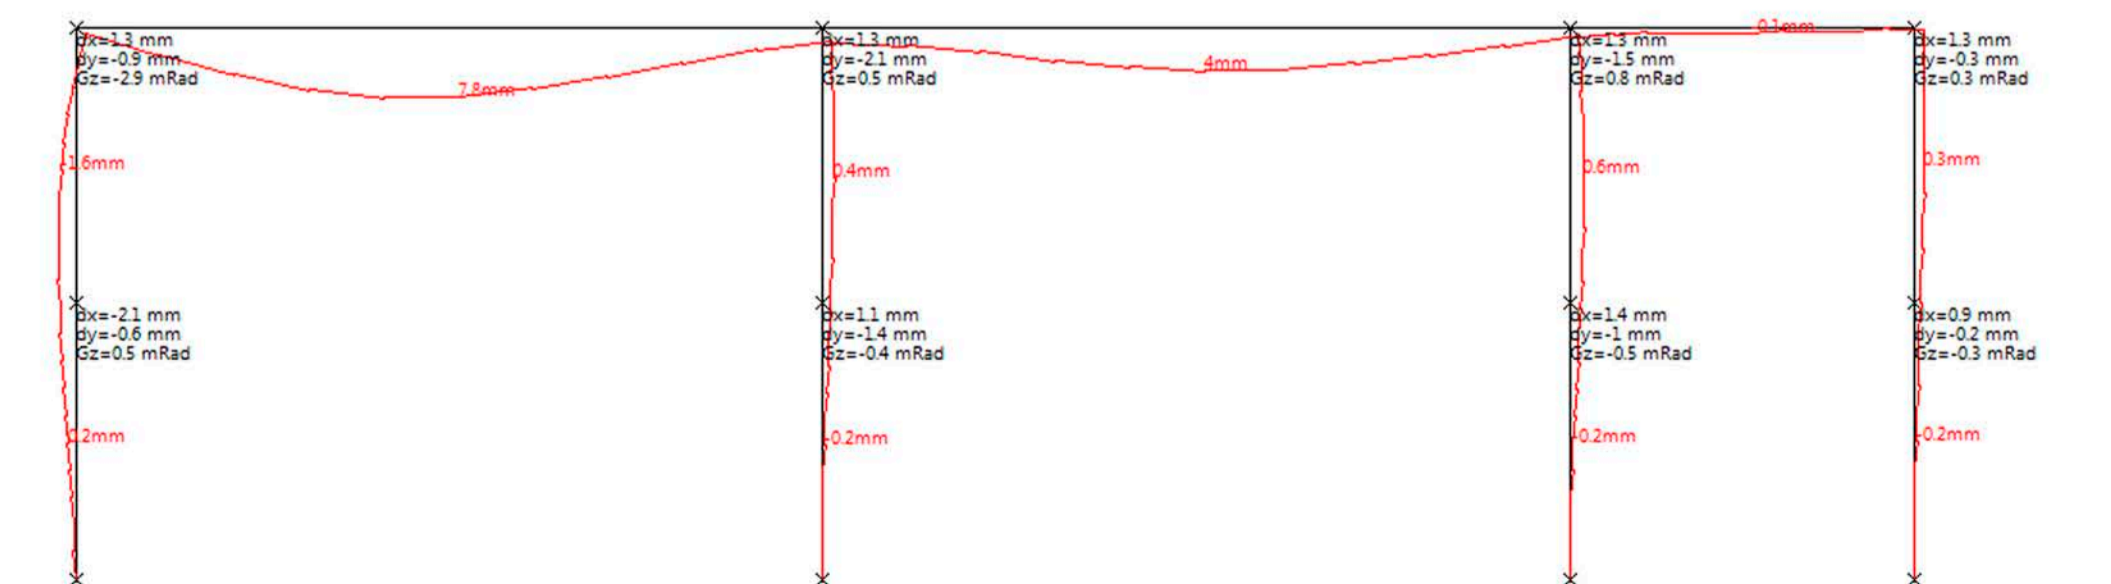 0.1mm
dx=1.3 mm
dy=-0.9 mm
Gz=-2.9 mRad
dx=1.3 mm
dy=-2.1 mm
Gz=0.5 mRad
dx=1.3 mm
dy=-1.5 mm
Gz=0.8 mRad
dx=1.3 mm
dy=-0.3 mm
Gz=0.3 mRad
7.8mm
4mm
-1.6mm
0.4mm
0.6mm
0.3mm
dx=-2.1 mm
dy=-0.6 mm
Gz=0.5 mRad
dx=1.1 mm
dy=-1.4 mm
Gz=-0.4 mRad
dx=1.4 mm
dy=-1 mm
Gz=-0.5 mRad
dx=0.9 mm
dy=-0.2 mm
Gz=-0.3 mRad
0.2mm
-0.2mm
-0.2mm
-0.2mm